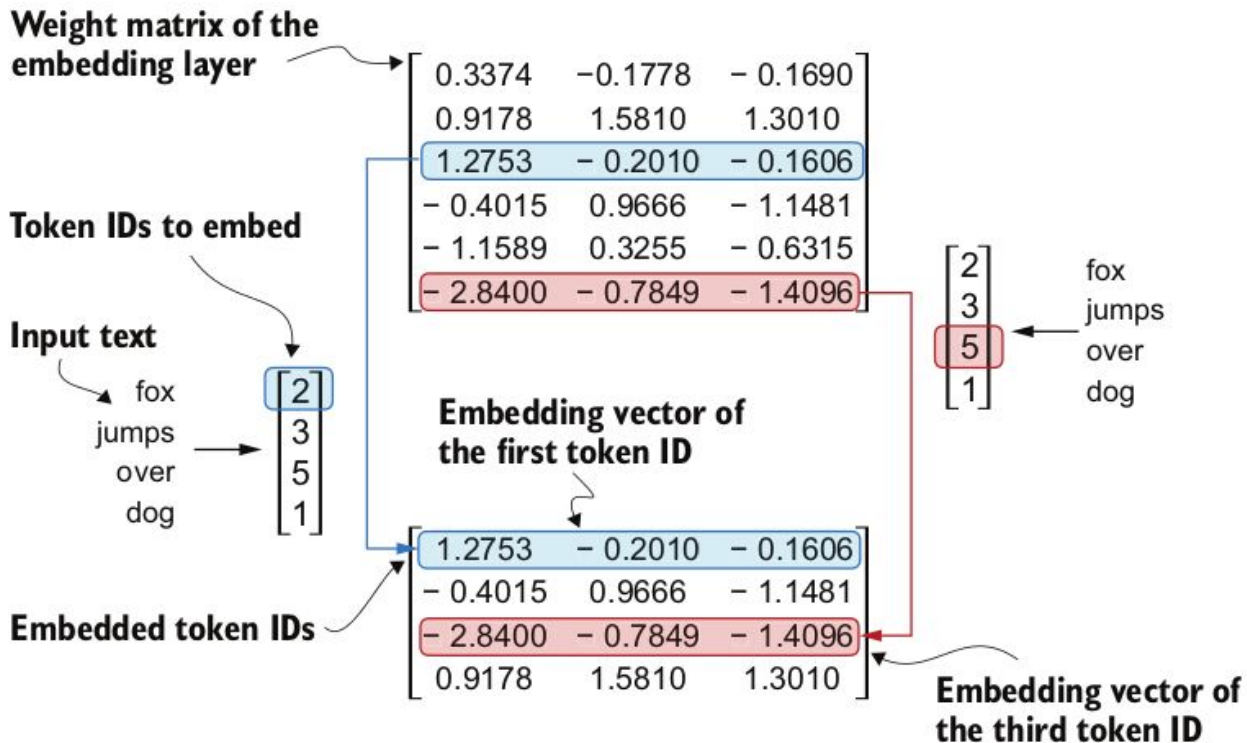 Weight matrix of the
embedding layer
0.3374 −0.1778 − 0.1690
0.9178 1.5810 1.3010
1.2753 − 0.2010 − 0.1606
− 0.4015 0.9666 − 1.1481
− 1.1589 0.3255 − 0.6315
− 2.8400 − 0.7849 − 1.4096
Token IDs to embed
Input text
fox
jumps
over
dog
2
3
5
1
2
3
5
1
fox
jumps
over
dog
Embedding vector of
the first token ID
1.2753 − 0.2010 − 0.1606
− 0.4015 0.9666 − 1.1481
− 2.8400 − 0.7849 − 1.4096
0.9178 1.5810 1.3010
Embedded token IDs
Embedding vector of
the third token ID